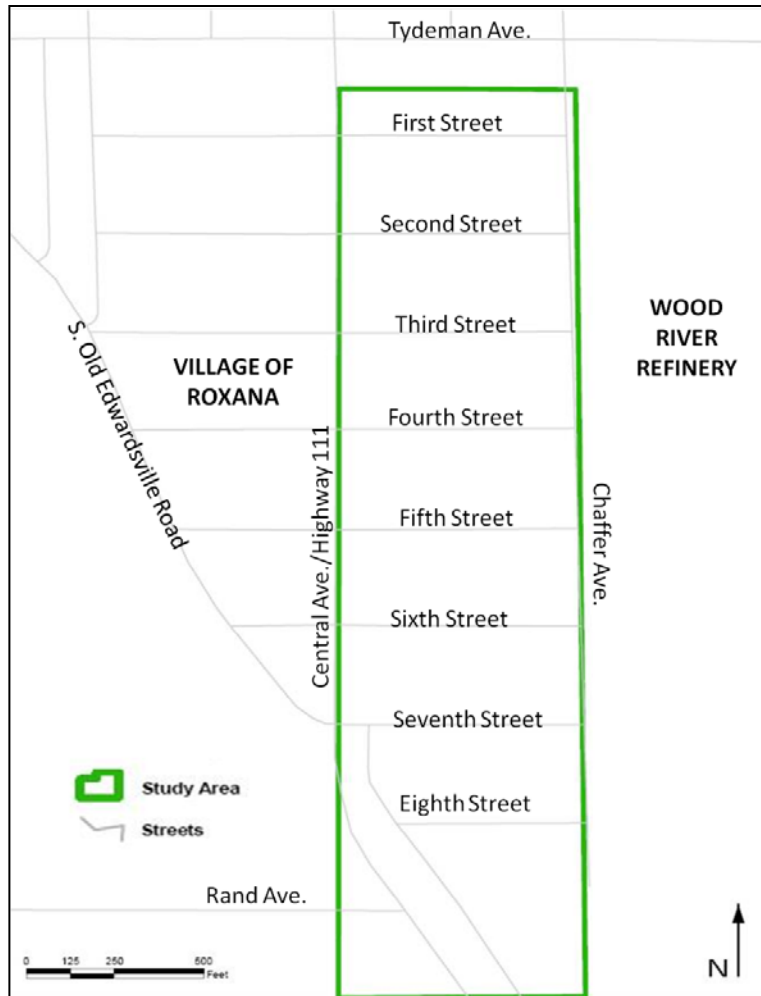 Tydeman Ave.
First Street
Second Street
Third Street
WOOD
RIVER
REFINERY
S. Old Edwardsville Road
VILLAGE OF
ROXANA
Fourth Street
Central Ave./Highway 111
Fifth Street
Chaffer Ave.
Sixth Street
Seventh Street
Study Area
Eighth Street
Streets
Rand Ave.
0 125 250 500
Feet
N